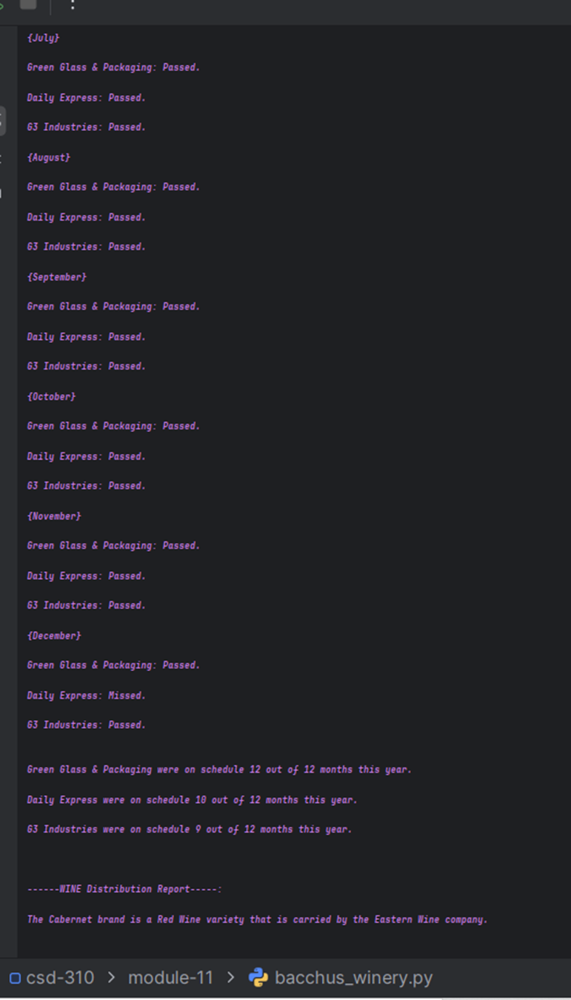 {July}
Green Glass & Packaging: Passed.
Daily Express: Passed.
G3 Industries: Passed.
{August}
Green Glass & Packaging: Passed.
Daily Express: Passed.
G3 Industries: Passed.
{September}
Green Glass & Packaging: Passed.
Daily Express: Passed.
G3 Industries: Passed.
{October}
Green Glass & Packaging: Passed.
Daily Express: Passed.
G3 Industries: Passed.
{November}
Green Glass & Packaging: Passed.
Daily Express: Passed.
G3 Industries: Passed.
{December}
Green Glass & Packaging: Passed.
Daily Express: Missed.
G3 Industries: Passed.
Green Glass & Packaging were on schedule 12 out of 12 months this year.
Daily Express were on schedule 10 out of 12 months this year.
G3 Industries were on schedule 9 out of 12 months this year.
------WINE Distribution Report-----:
The Cabernet brand is a Red Wine variety that is carried by the Eastern Wine company.
csd-310 > module-11 > bacchus_winery.py